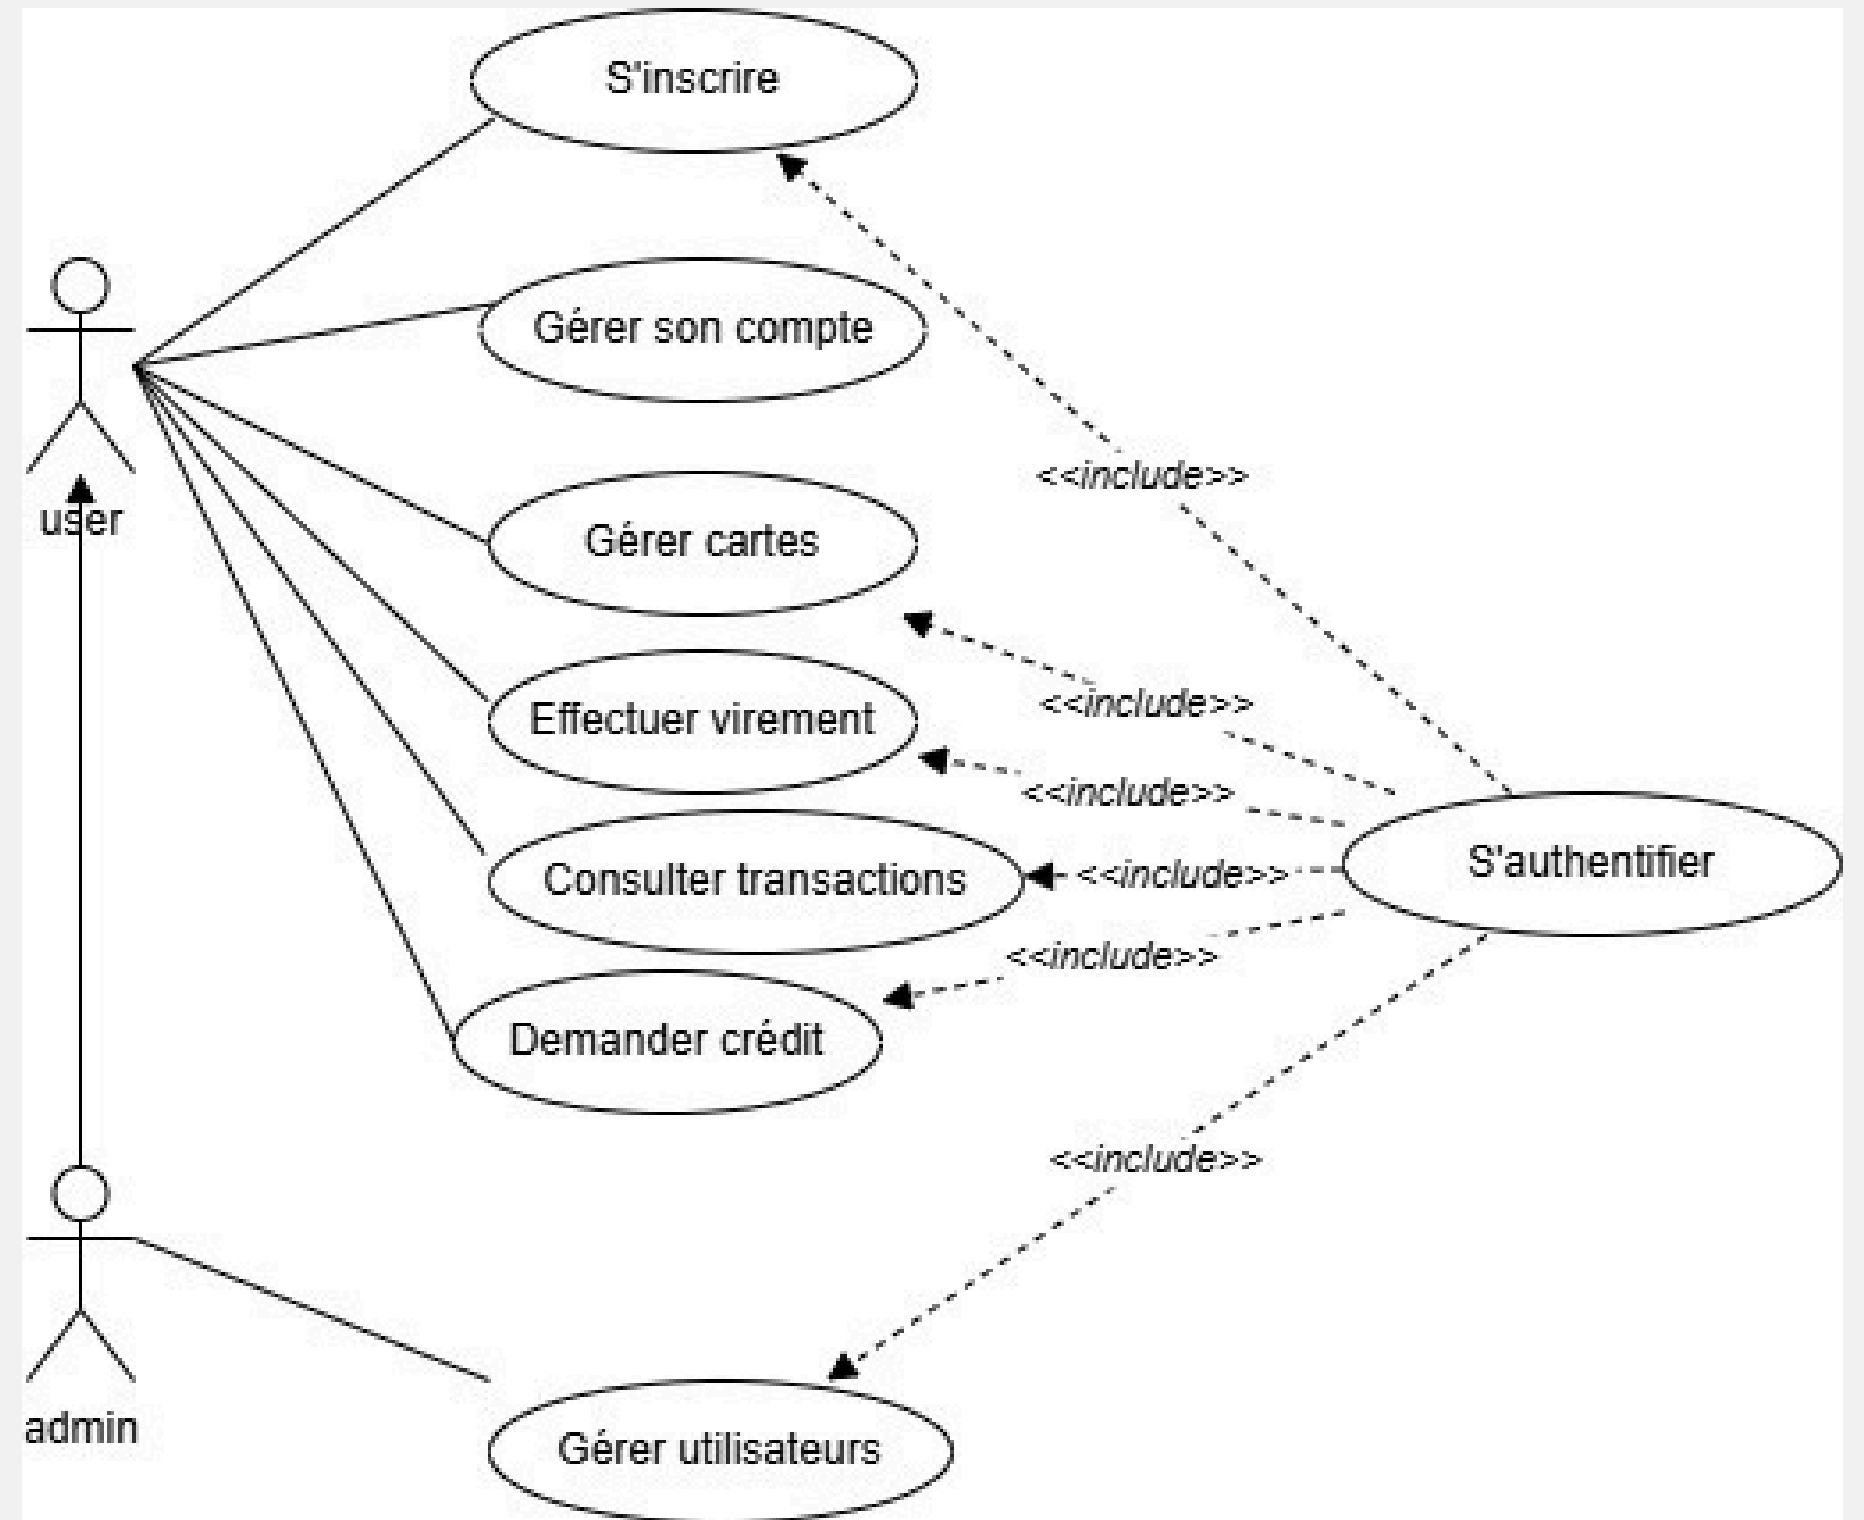 S'inscrire
Gérer son compte
<<include>>
user
Gérer cartes
<<include>>
Effectuer virement
<<include>>
S'authentifier
Consulter transactions
<<include>>
<<include>>
Demander crédit
<<include>>
admin
Gérer utilisateurs